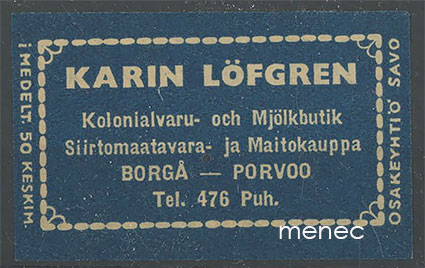 KARIN LÖFGREN
Kolonialvaru- och Mjölkbutik
Siirtomaatavara- ja Maitokauppa
BORGÅ — PORVOO
Tel. 476 Puh.
i MEDELT. 50 KESKIM.
OSAKEYHTIÖ SAVO
menec